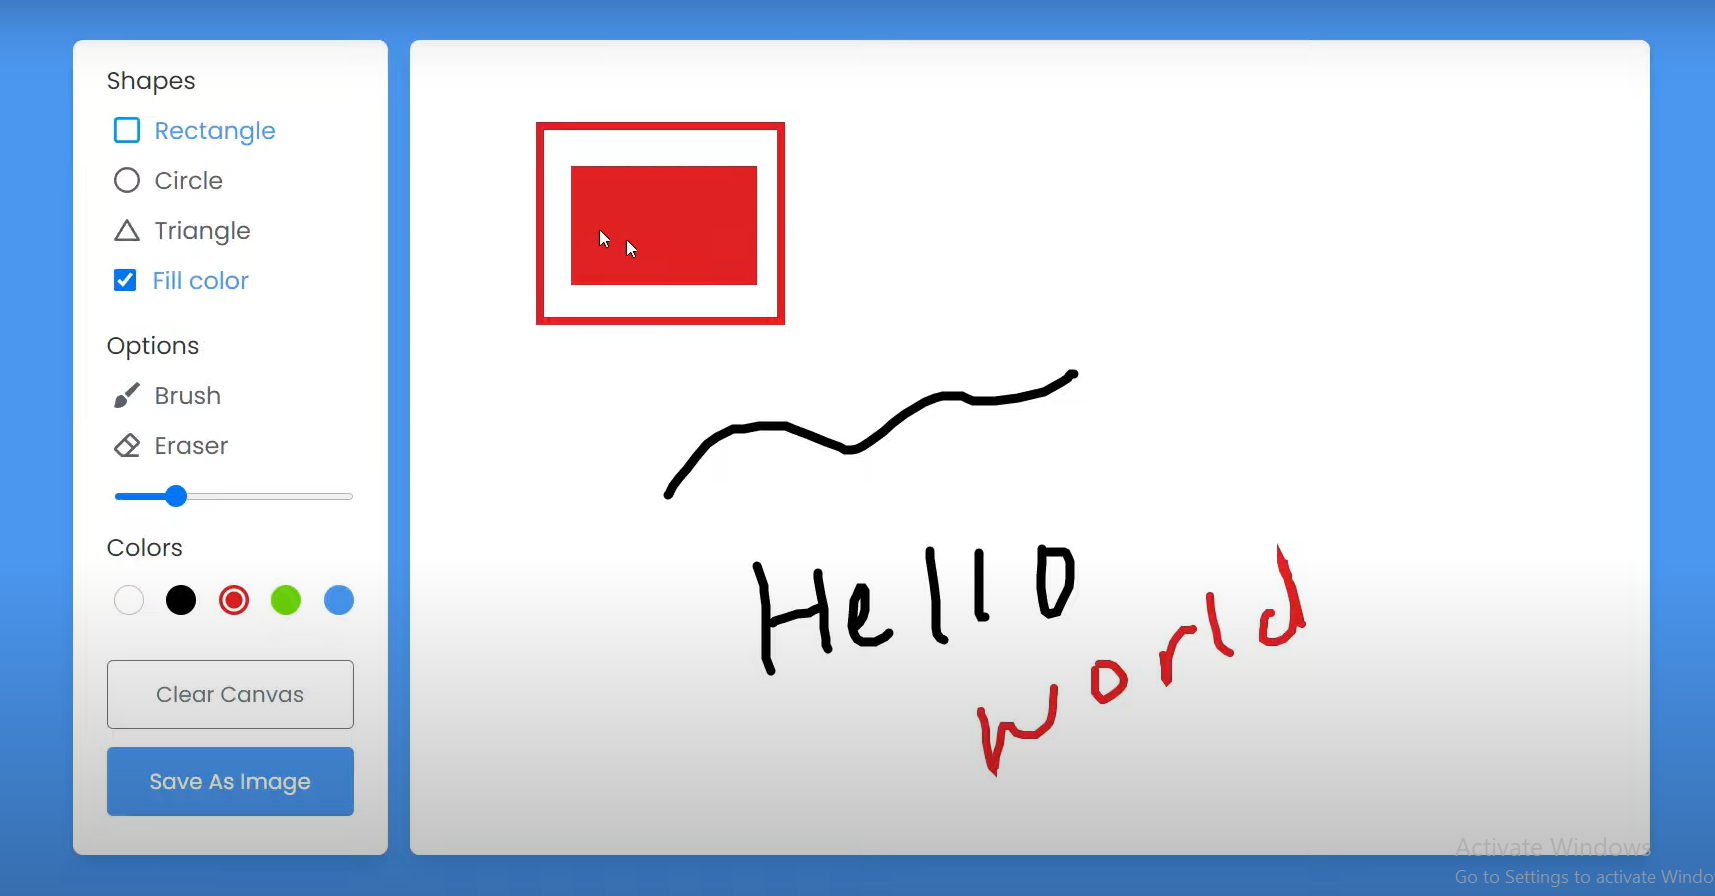 Shapes
Rectangle
Circle
Triangle
Fill color
Options
Brush
Eraser
Colors
Clear Canvas
Save As Image
Hello
world
Activate Windows
Go to Settings to activate Windo